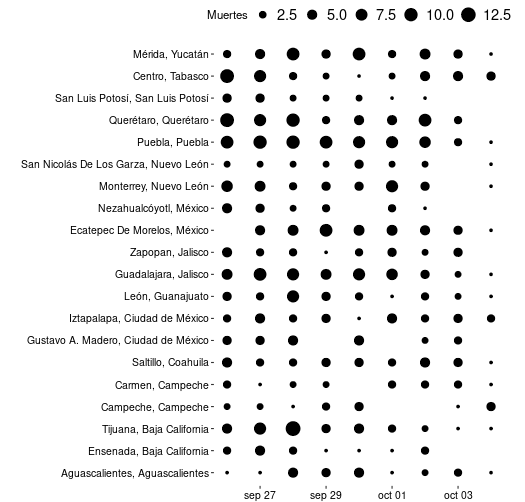 Muertes 2.5 5.0 7.5 10.0 12.5
Mérida, Yucatán
Centro, Tabasco
San Luis Potosí, San Luis Potosí
Querétaro, Querétaro
Puebla, Puebla
San Nicolás De Los Garza, Nuevo León
Monterrey, Nuevo León
Nezahualcóyotl, México
Ecatepec De Morelos, México
Zapopan, Jalisco
Guadalajara, Jalisco
León, Guanajuato
Iztapalapa, Ciudad de México
Gustavo A. Madero, Ciudad de México
Saltillo, Coahuila
Carmen, Campeche
Campeche, Campeche
Tijuana, Baja California
Ensenada, Baja California
Aguascalientes, Aguascalientes
sep 27 sep 29 oct 01 oct 03